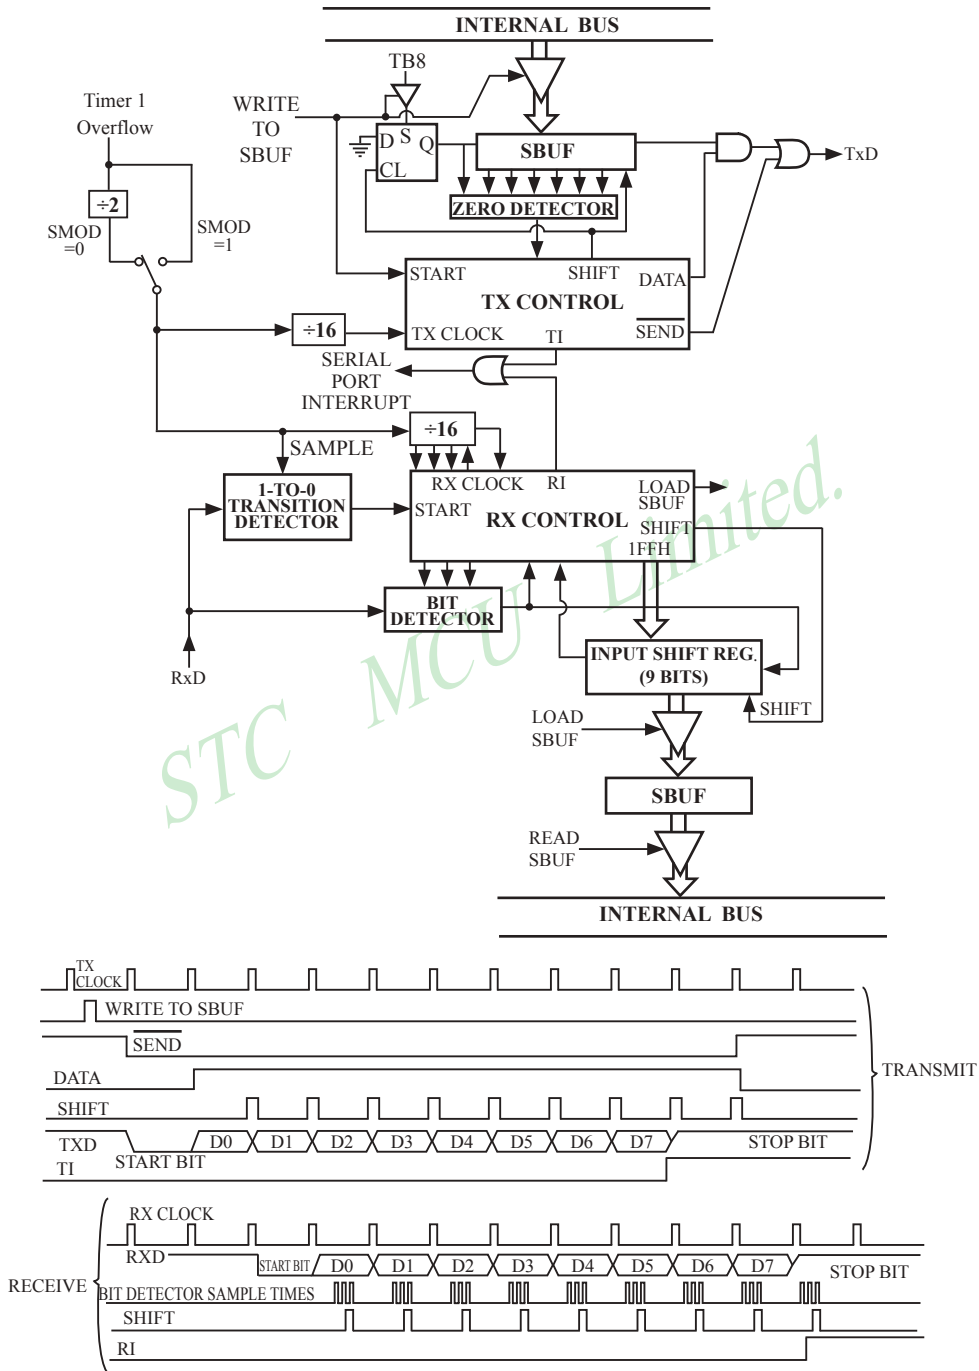 INTERNAL BUS
TB8
WRITE
TO
SBUF
Timer 1
Overflow
D S Q
CL
SBUF
TxD
÷2
ZERO DETECTOR
SMOD
=0
SMOD
=1
START
SHIFT
DATA
TX CONTROL
÷16
TX CLOCK
TI
SEND
SERIAL
PORT
INTERRUPT
÷16
SAMPLE
1-TO-0
TRANSITION
DETECTOR
RX CLOCK
RI
LOAD
SBUF
START
RX CONTROL
SHIFT
1FFH
BIT
DETECTOR
RxD
INPUT SHIFT REG.
(9 BITS)
SHIFT
LOAD
SBUF
SBUF
READ
SBUF
INTERNAL BUS
STC MCU Limited.
TX
CLOCK
WRITE TO SBUF
SEND
DATA
TRANSMIT
SHIFT
TXD
START BIT
D0 D1 D2 D3 D4 D5 D6 D7
STOP BIT
TI
RX CLOCK
RXD
START BIT
D0 D1 D2 D3 D4 D5 D6 D7
STOP BIT
RECEIVE
BIT DETECTOR SAMPLE TIMES
SHIFT
RI